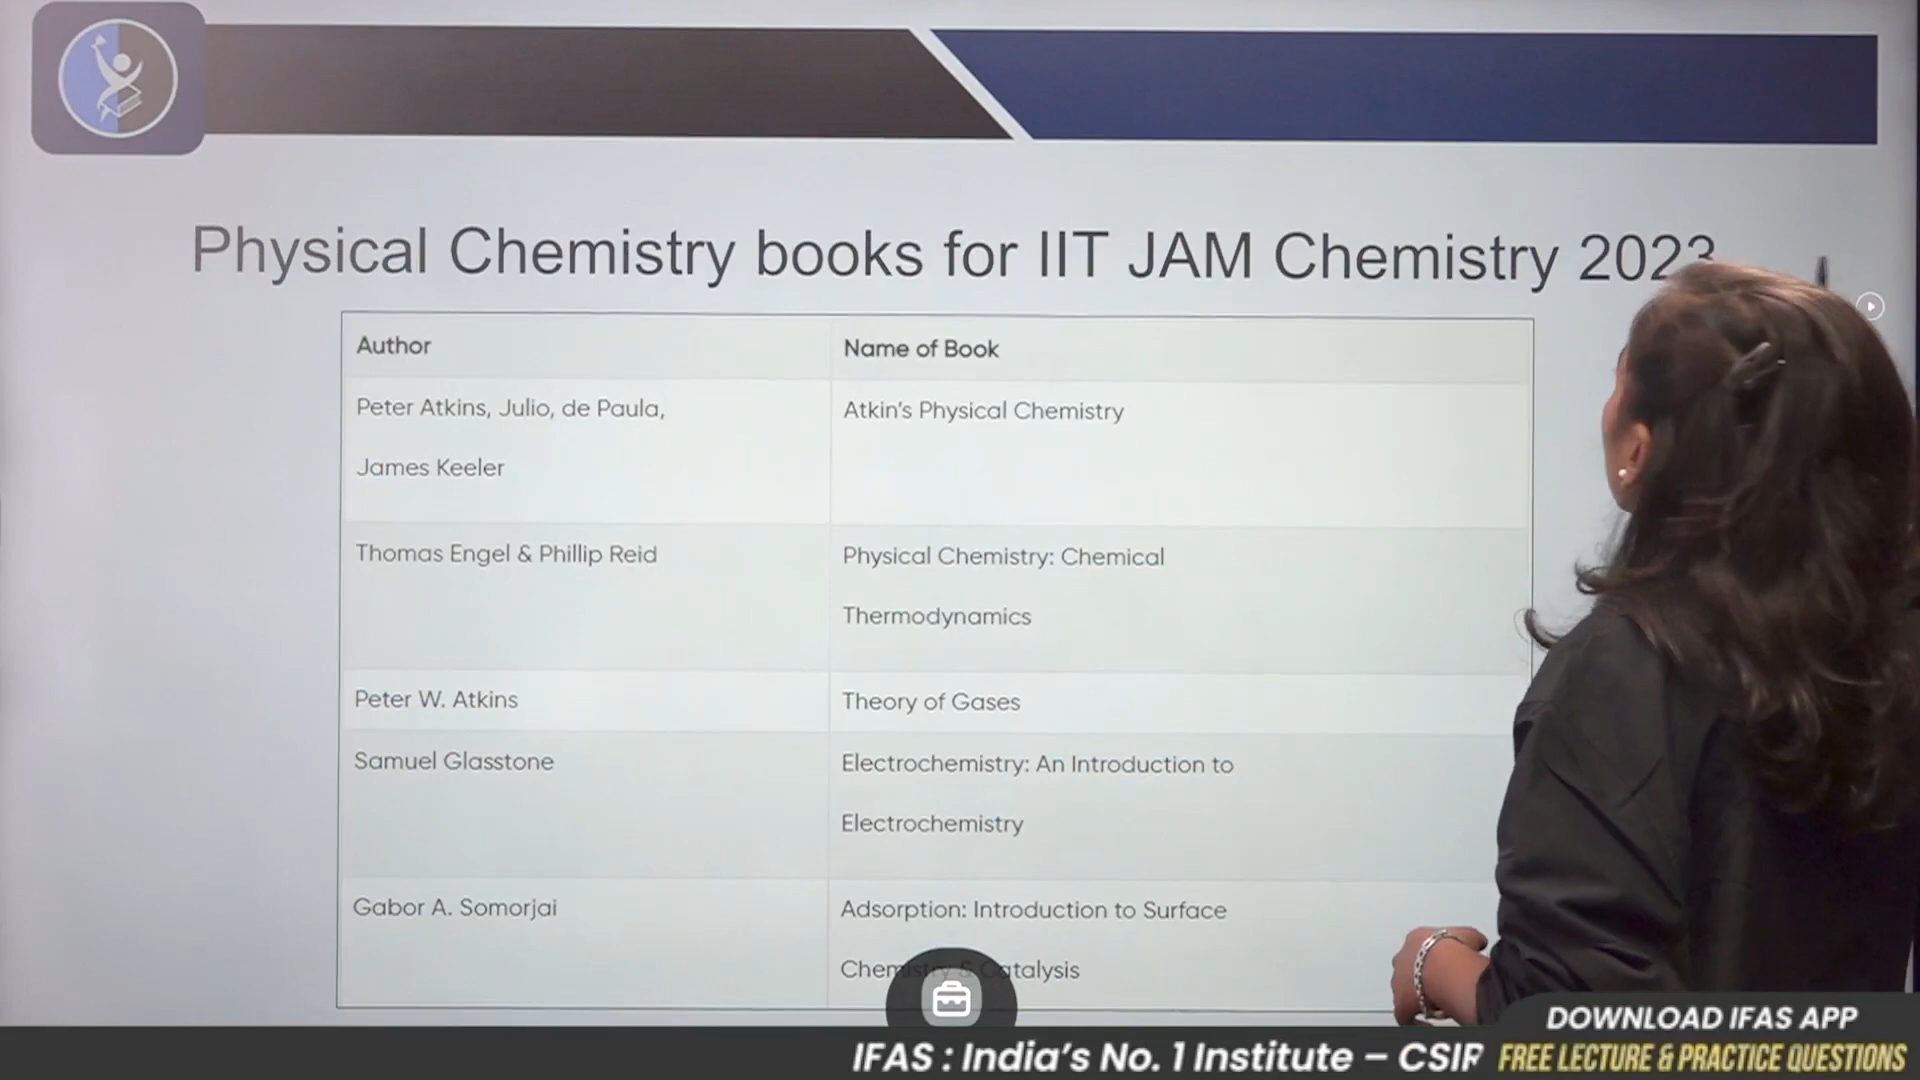 Physical Chemistry books for IIT JAM Chemistry 2023
Author
Name of Book
Peter Atkins, Julio, de Paula,
James Keeler
Atkin's Physical Chemistry
Thomas Engel & Phillip Reid
Physical Chemistry: Chemical
Thermodynamics
Peter W. Atkins
Theory of Gases
Samuel Glasstone
Electrochemistry: An Introduction to
Electrochemistry
Gabor A. Somorjai
Adsorption: Introduction to Surface
Chemistry & Catalysis
DOWNLOAD IFAS APP
IFAS : India's No. 1 Institute – CSIR
FREE LECTURE & PRACTICE QUESTIONS